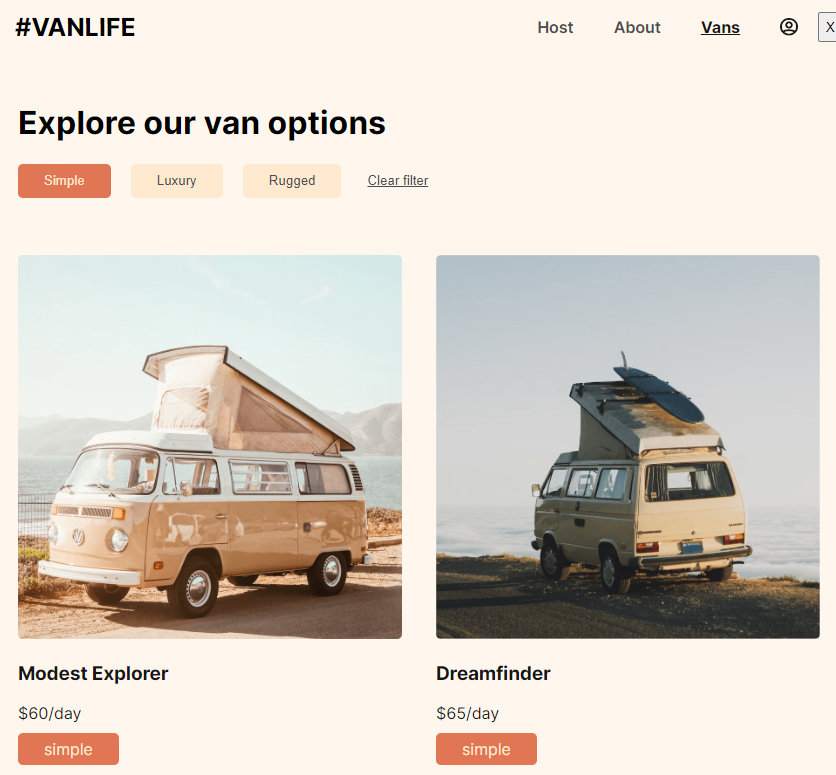 #VANLIFE Host About Vans X
Explore our van options
Simple Luxury Rugged Clear filter
Modest Explorer Dreamfinder
$60/day $65/day
simple simple